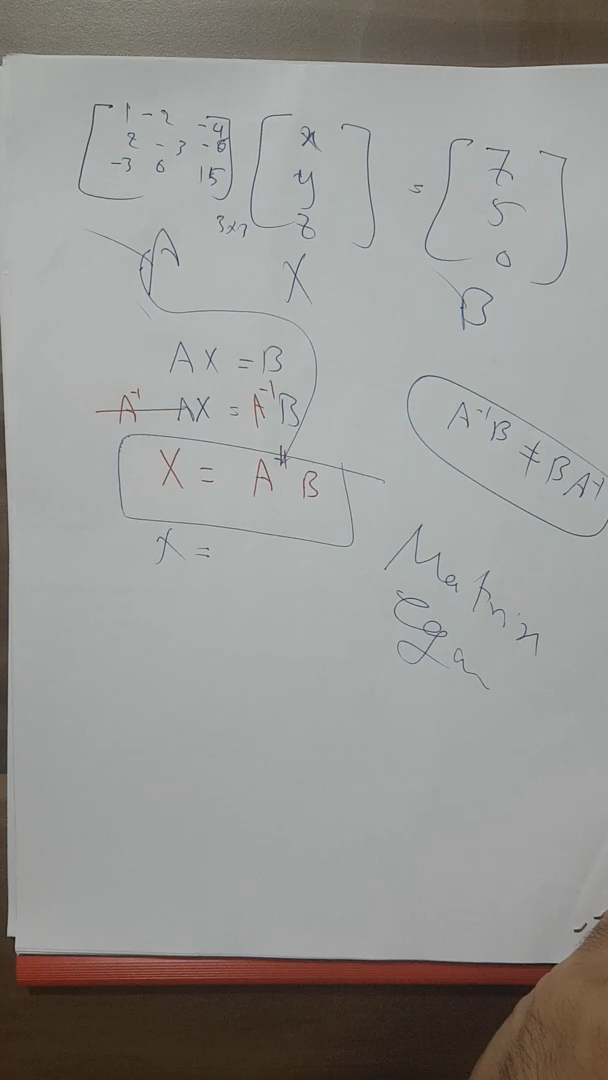 [1 -2 -4] [x] = [7]
[2 -3 -6] [y] [5]
[-3 6 15] [z] [0]
3x3
A X B
AX = B
A⁻¹ AX = A⁻¹B
X = A⁻¹ B
X =
A⁻¹B ≠ BA⁻¹
Matrix
eqn